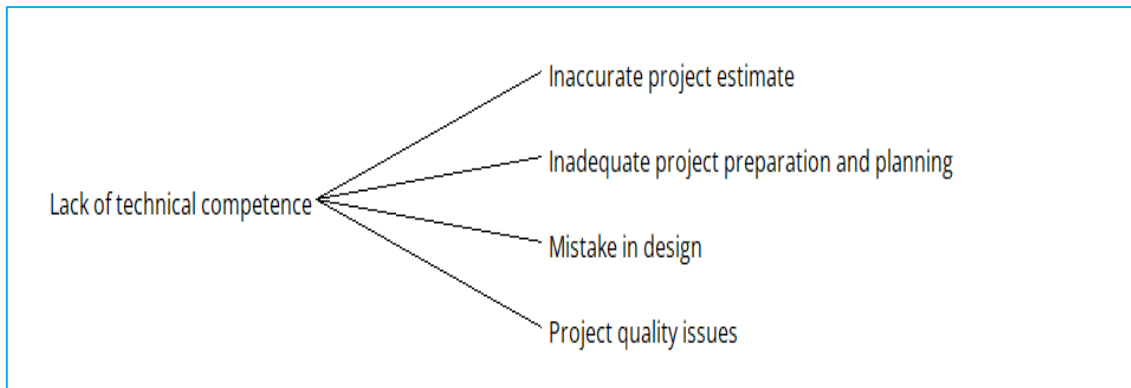 Inaccurate project estimate
Inadequate project preparation and planning
Lack of technical competence
Mistake in design
Project quality issues